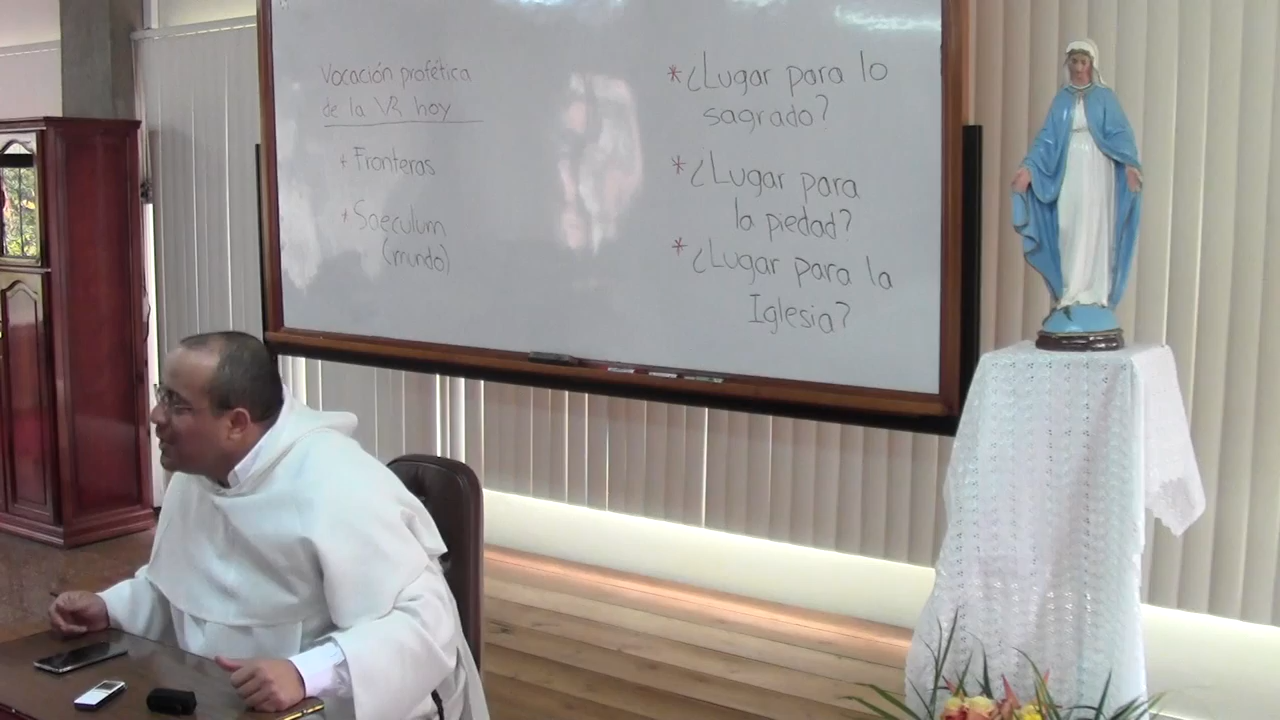 Vocación profética
de la VR hoy
+ Fronteras
+ Saeculum
(mundo)
* ¿Lugar para lo
sagrado?
* ¿Lugar para
la piedad?
* ¿Lugar para la
Iglesia?